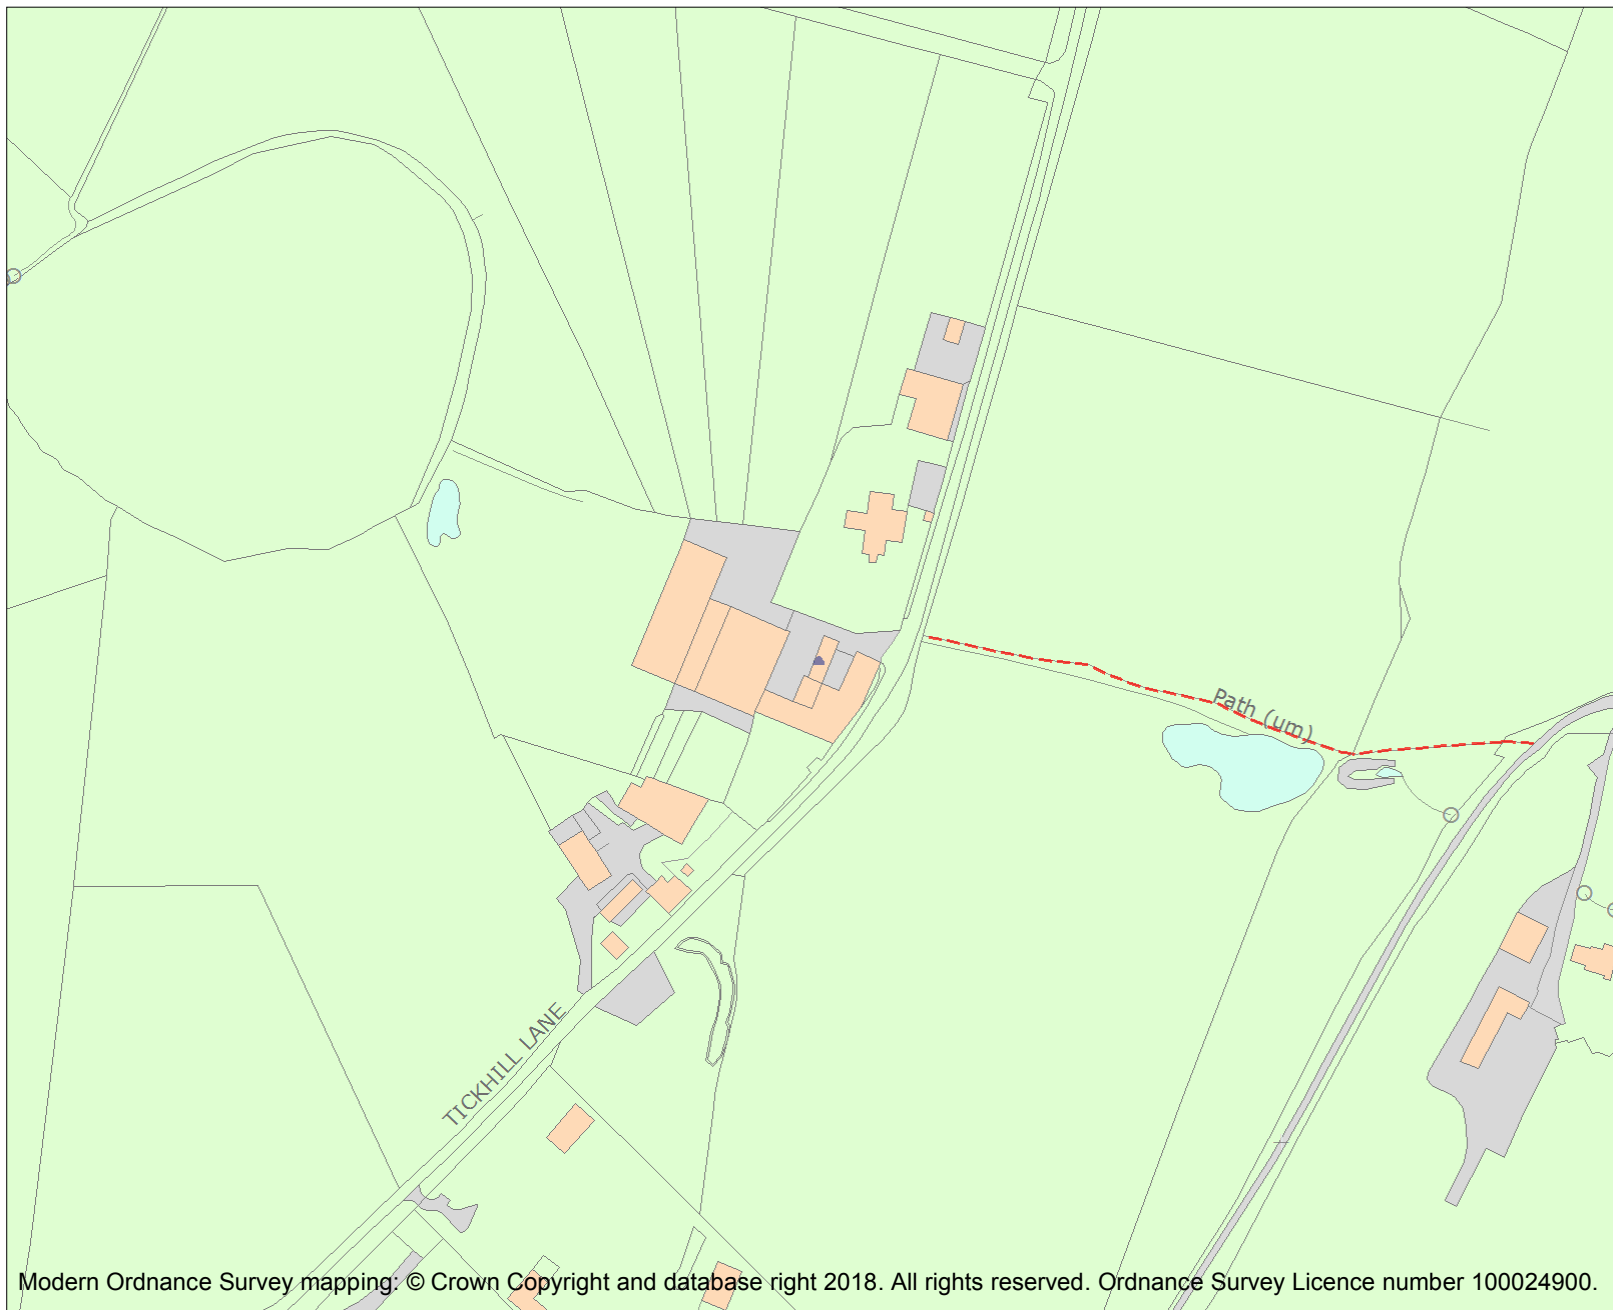 Path (um)
TICKHILL LANE
Modern Ordnance Survey mapping: © Crown Copyright and database right 2018. All rights reserved. Ordnance Survey Licence number 100024900.